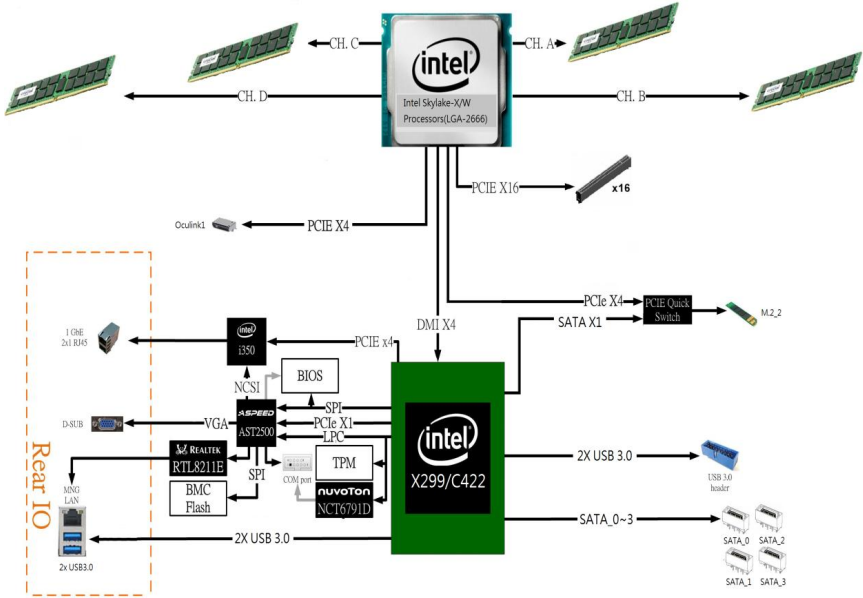 CH. C
CH. A
intel
Intel Skylake-X/W
Processors(LGA-2666)
CH. D
CH. B
PCIE X16
x16
Oculink1
PCIE X4
PCIe X4
PCIE Quick
Switch
M.2_2
DMI X4
SATA X1
1 GbE
2x1 RJ45
intel
i350
PCIE x4
NCSI
BIOS
SPI
D-SUB
VGA
ASPEED
AST2500
PCIe X1
LPC
intel
X299/C422
REALTEK
RTL8211E
SPI
COM port
TPM
2X USB 3.0
USB 3.0
header
Rear IO
MNG
LAN
BMC
Flash
nuvoTon
NCT6791D
SATA_0~3
SATA_0
SATA_2
2X USB 3.0
2x USB3.0
SATA_1
SATA_3